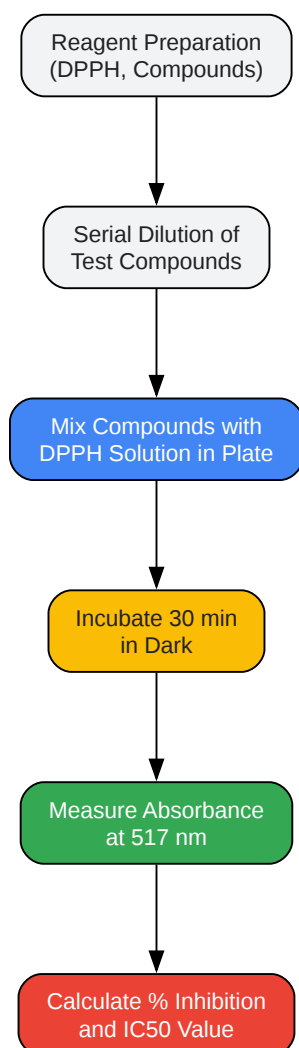 Reagent Preparation
(DPPH, Compounds)
Serial Dilution of
Test Compounds
Mix Compounds with
DPPH Solution in Plate
Incubate 30 min
in Dark
Measure Absorbance
at 517 nm
Calculate % Inhibition
and IC50 Value